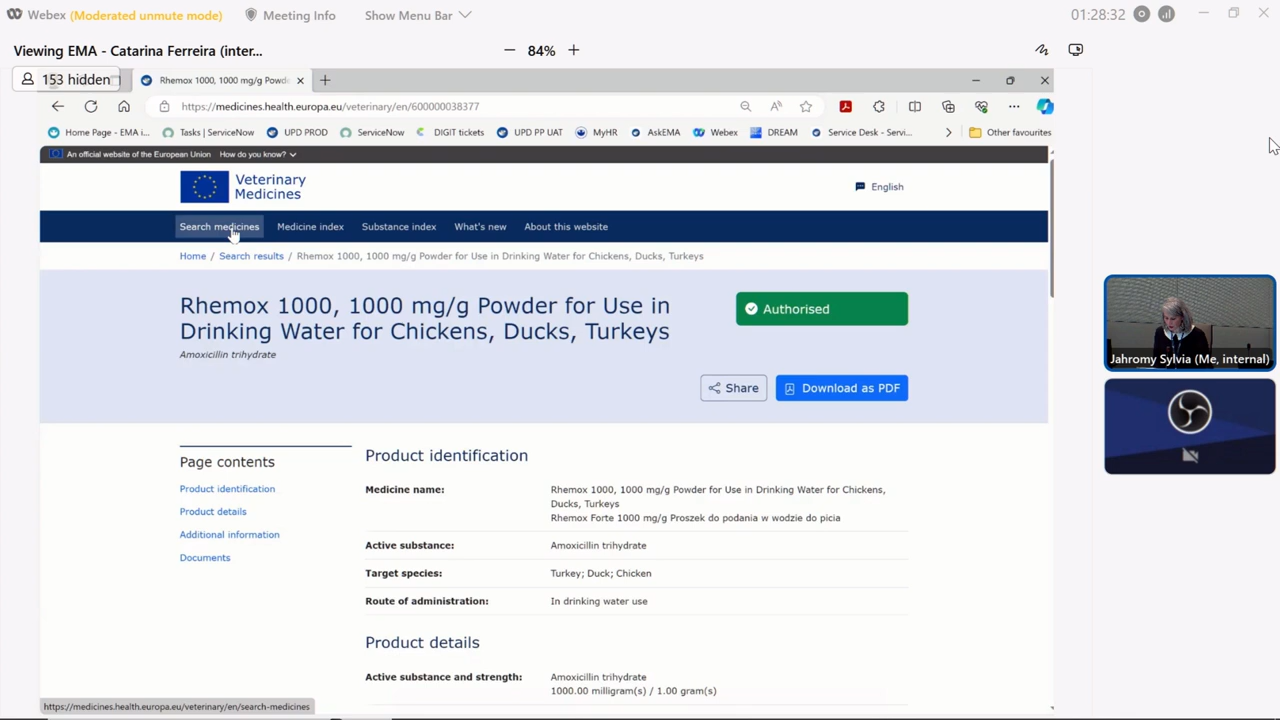 Webex (Moderated unmute mode) Meeting Info Show Menu Bar 01:28:32
Viewing EMA - Catarina Ferreira (inter... 84%
153 hidden
Rhemox 1000, 1000 mg/g Powde
https://medicines.health.europa.eu/veterinary/en/600000038377
Home Page - EMA i... Tasks | ServiceNow UPD PROD ServiceNow DIGIT tickets UPD PP UAT MyHR AskEMA Webex DREAM Service Desk - Servi... Other favourites
An official website of the European Union How do you know?
Veterinary
Medicines
English
Search medicines Medicine index Substance index What's new About this website
Home / Search results / Rhemox 1000, 1000 mg/g Powder for Use in Drinking Water for Chickens, Ducks, Turkeys
Rhemox 1000, 1000 mg/g Powder for Use in
Drinking Water for Chickens, Ducks, Turkeys
Amoxicillin trihydrate
Authorised
Share Download as PDF
Page contents
Product identification
Product details
Additional information
Documents
Product identification
Medicine name: Rhemox 1000, 1000 mg/g Powder for Use in Drinking Water for Chickens,
Ducks, Turkeys
Rhemox Forte 1000 mg/g Proszek do podania w wodzie do picia
Active substance: Amoxicillin trihydrate
Target species: Turkey; Duck; Chicken
Route of administration: In drinking water use
Product details
Active substance and strength: Amoxicillin trihydrate
1000.00 milligram(s) / 1.00 gram(s)
https://medicines.health.europa.eu/veterinary/en/search-medicines
Jahromy Sylvia (Me, internal)